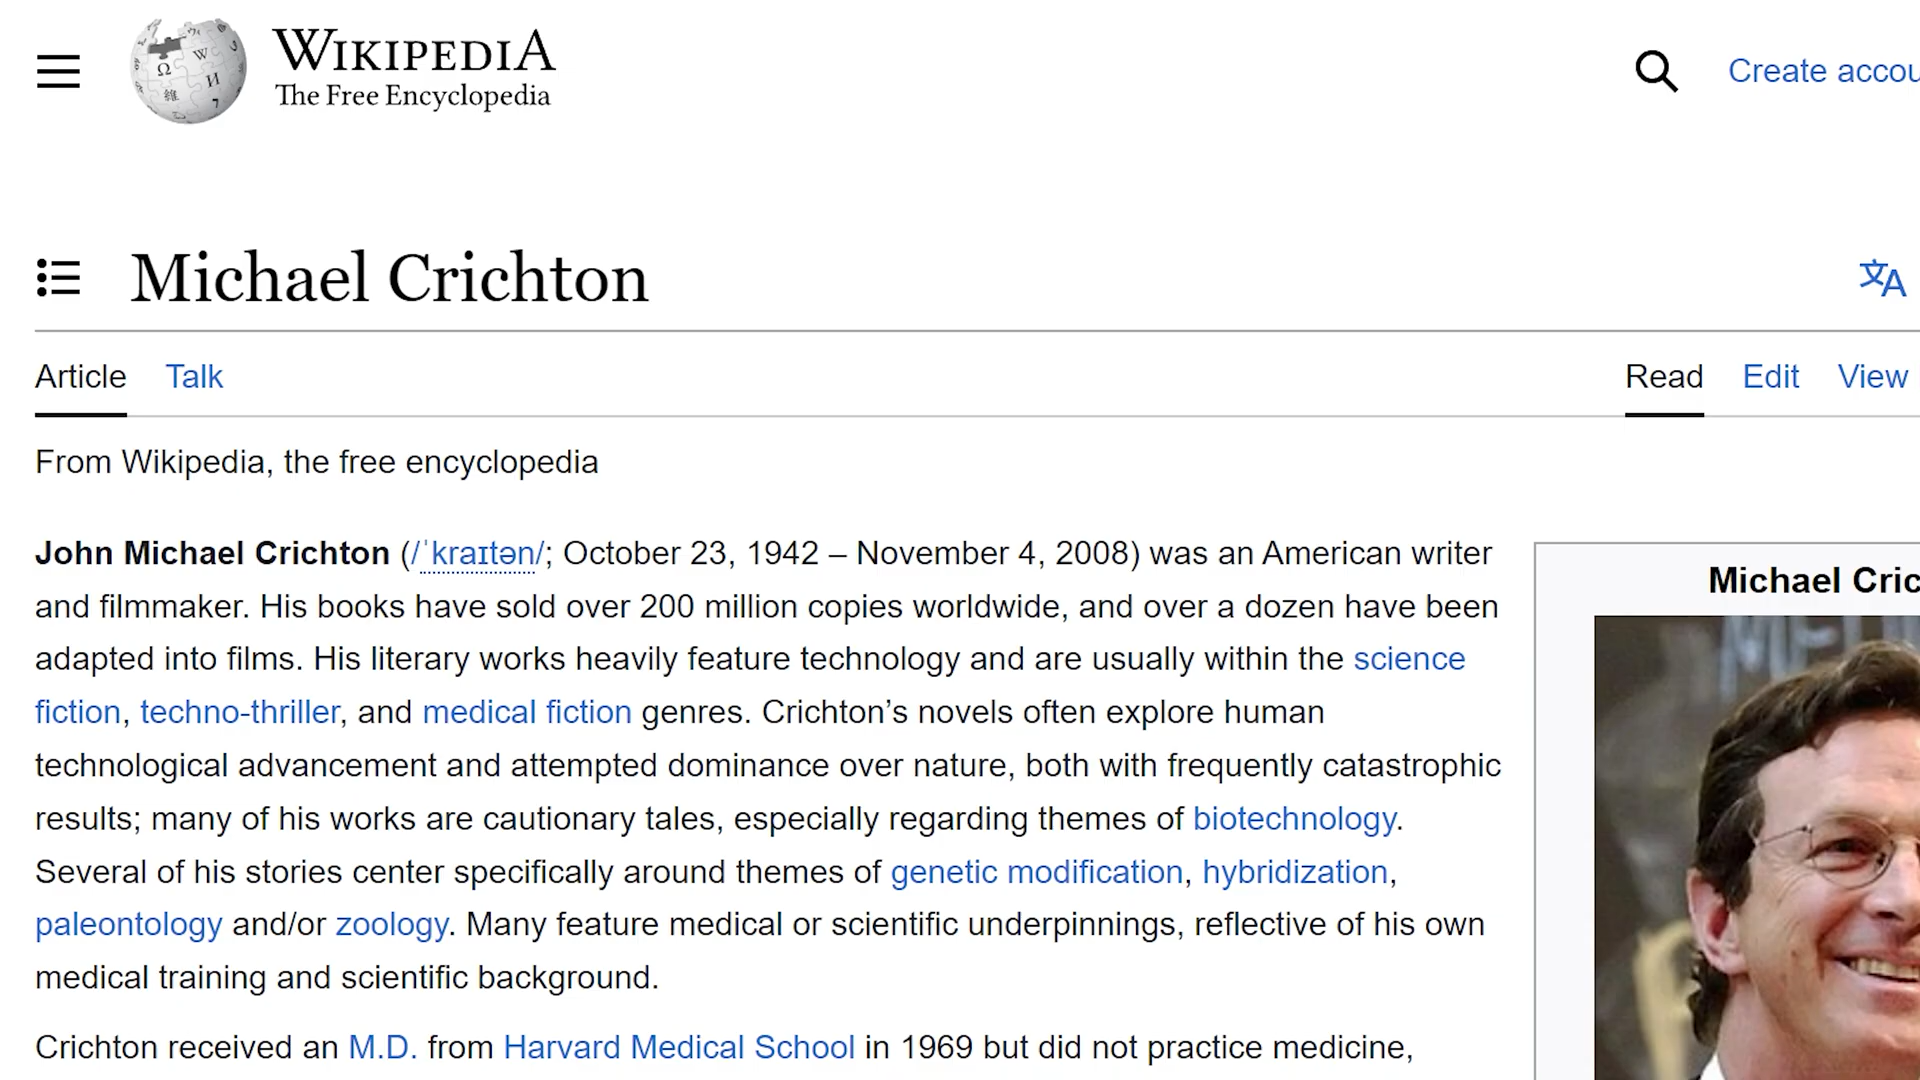 WIKIPEDIA
The Free Encyclopedia
Create accou
Michael Crichton
Article Talk Read Edit View
From Wikipedia, the free encyclopedia
John Michael Crichton (/ˈkraɪtən/; October 23, 1942 – November 4, 2008) was an American writer
and filmmaker. His books have sold over 200 million copies worldwide, and over a dozen have been
adapted into films. His literary works heavily feature technology and are usually within the science
fiction, techno-thriller, and medical fiction genres. Crichton’s novels often explore human
technological advancement and attempted dominance over nature, both with frequently catastrophic
results; many of his works are cautionary tales, especially regarding themes of biotechnology.
Several of his stories center specifically around themes of genetic modification, hybridization,
paleontology and/or zoology. Many feature medical or scientific underpinnings, reflective of his own
medical training and scientific background.
Crichton received an M.D. from Harvard Medical School in 1969 but did not practice medicine,
Michael Cric